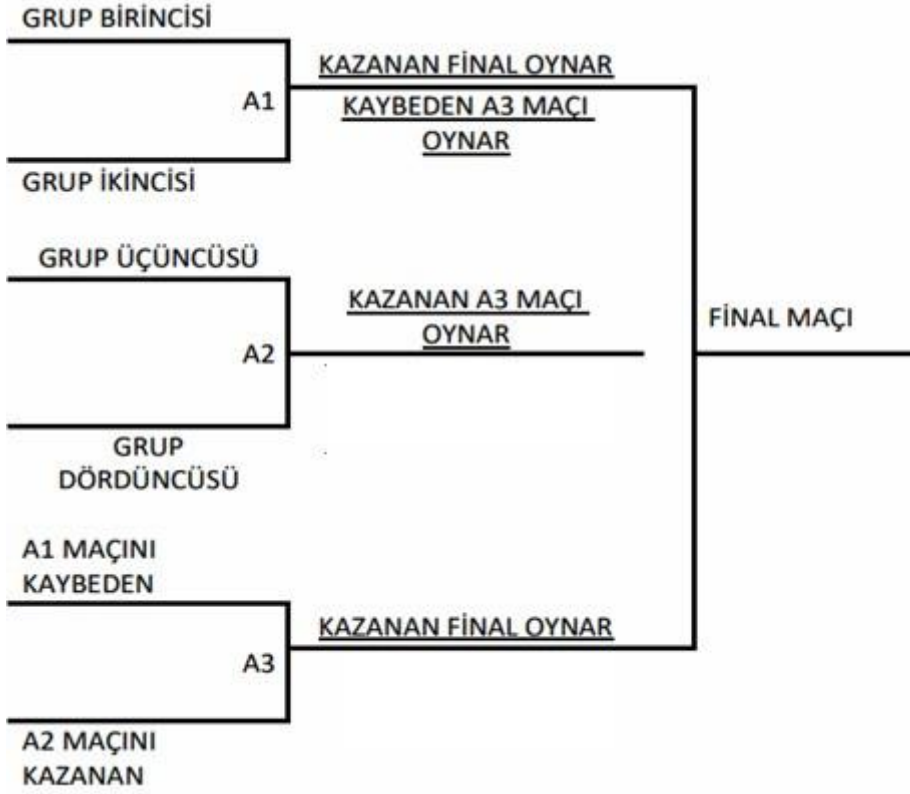 GRUP BİRİNCİSİ
KAZANAN FİNAL OYNAR
A1
KAYBEDEN A3 MAÇI
OYNAR
GRUP İKİNCİSİ
GRUP ÜÇÜNCÜSÜ
KAZANAN A3 MAÇI
OYNAR
FİNAL MAÇI
A2
GRUP
DÖRDÜNCÜSÜ
A1 MAÇINI
KAYBEDEN
KAZANAN FİNAL OYNAR
A3
A2 MAÇINI
KAZANAN